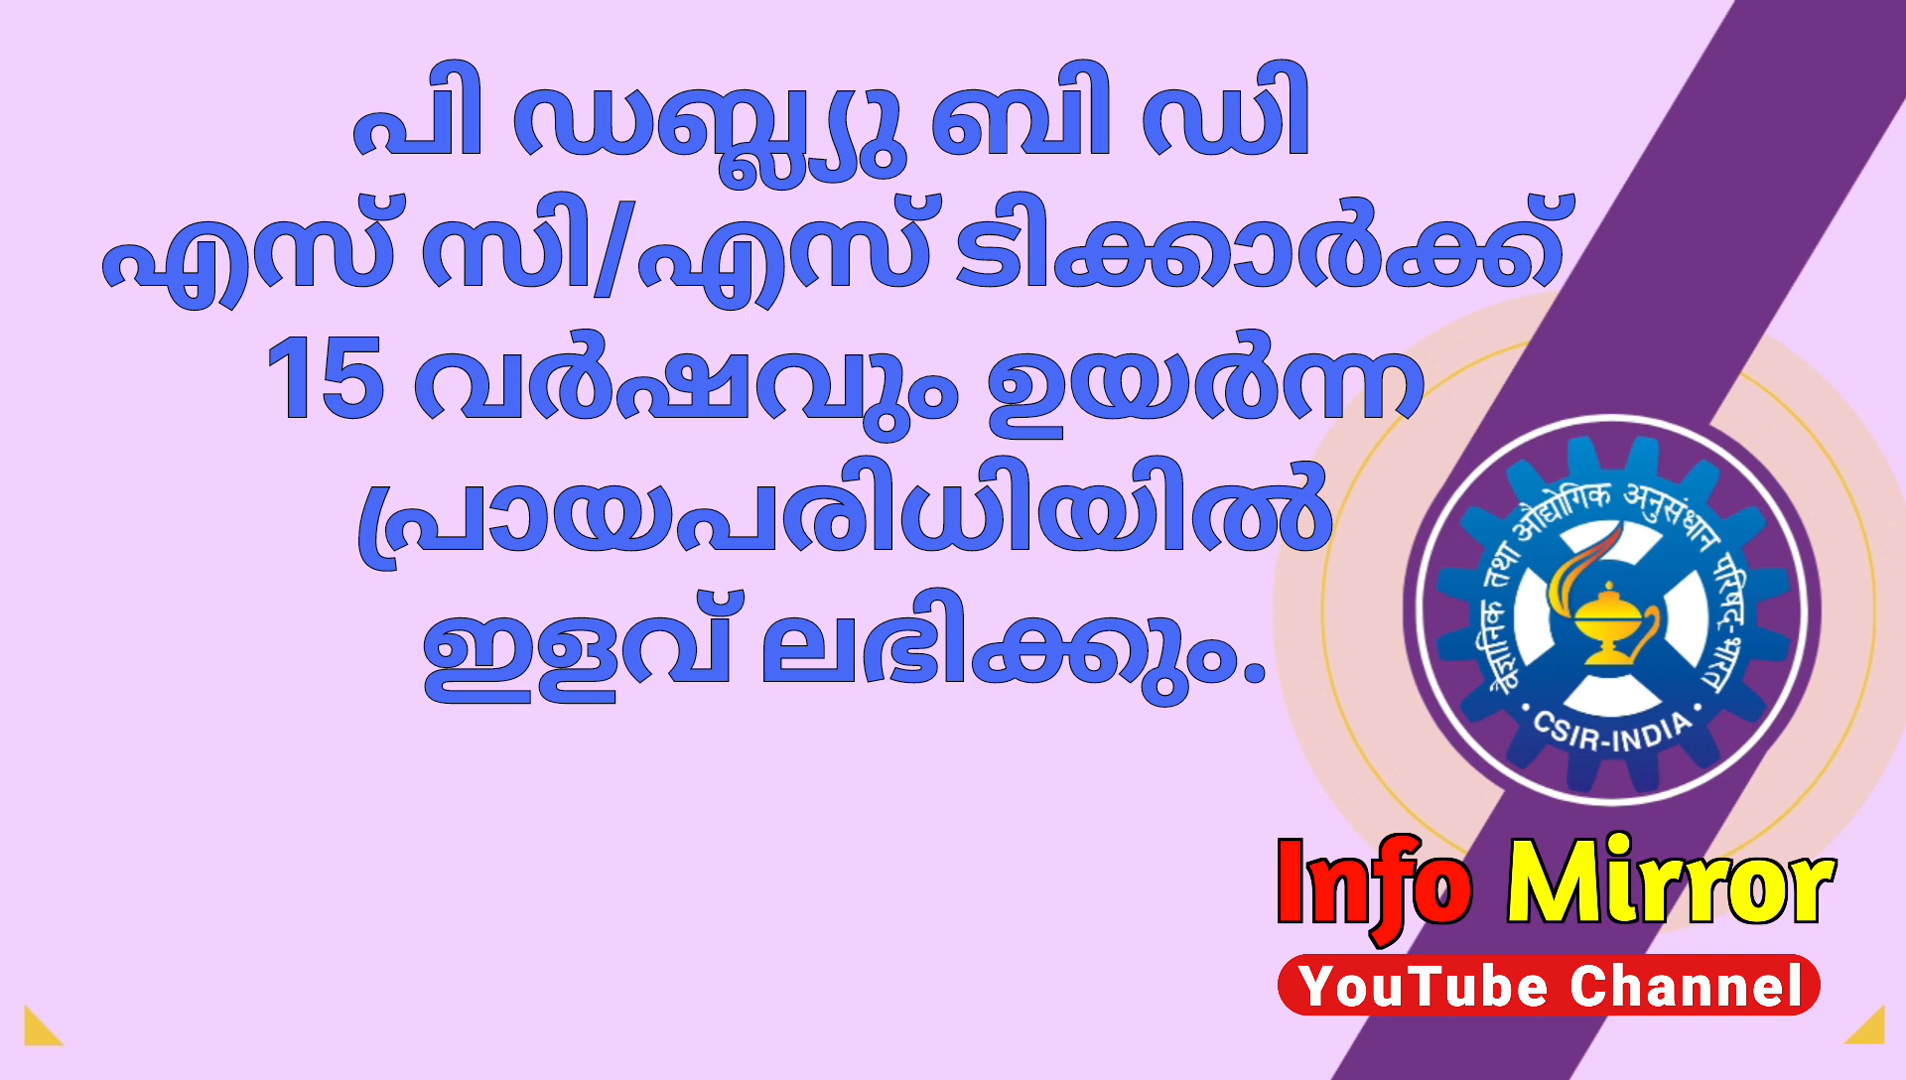 പി ഡബ്ല്യു ബി ഡി
എസ് സി/എസ് ടിക്കാർക്ക്
15 വർഷവും ഉയർന്ന
പ്രായപരിധിയിൽ
ഇളവ് ലഭിക്കും.
वैज्ञानिक तथा औद्योगिक अनुसंधान परिषद्-भारत
• CSIR-INDIA •
Info Mirror
YouTube Channel